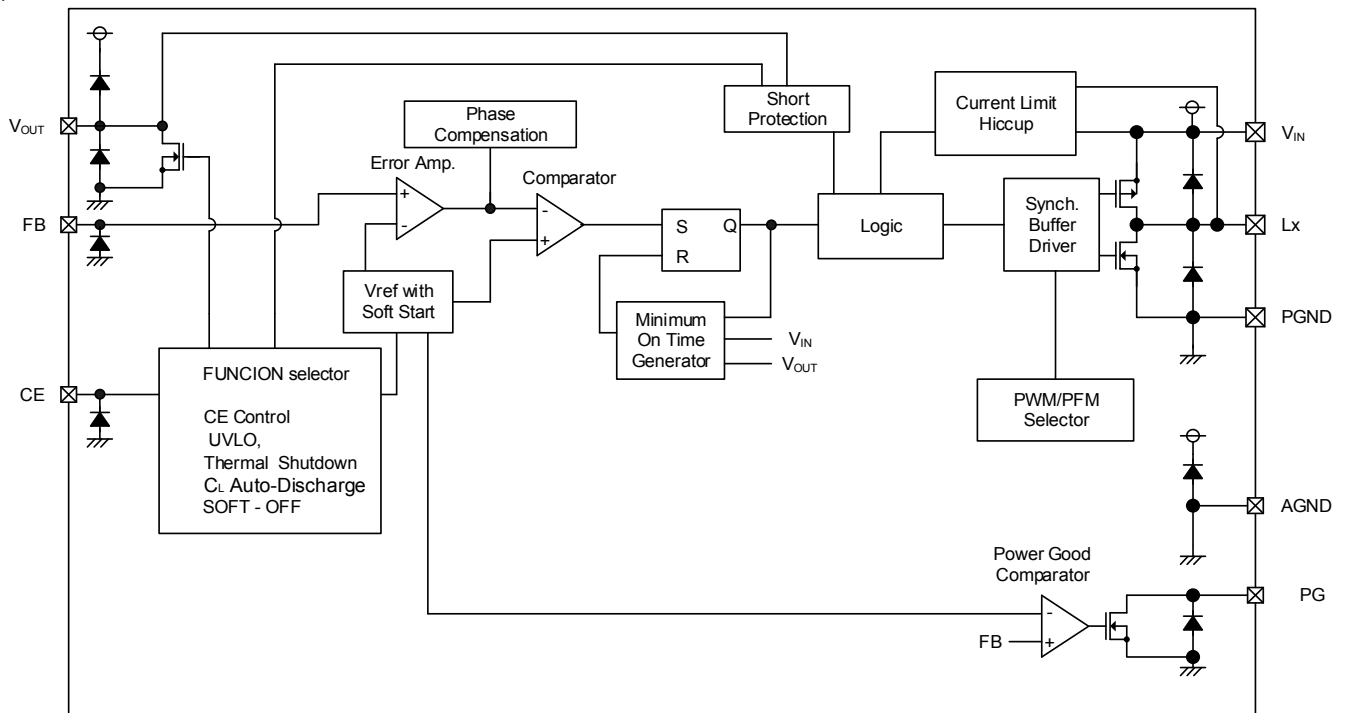 Phase
Compensation
Short
Protection
Current Limit
Hiccup
VOUT
VIN
Error Amp.
Comparator
+
-
-
+
FB
S
Q
R
Logic
Synch.
Buffer
Driver
Lx
Vref with
Soft Start
Minimum
On Time
Generator
VIN
VOUT
PGND
CE
FUNCION selector
CE Control
UVLO,
Thermal Shutdown
CL Auto-Discharge
SOFT - OFF
PWM/PFM
Selector
AGND
Power Good
Comparator
-
+
FB
PG